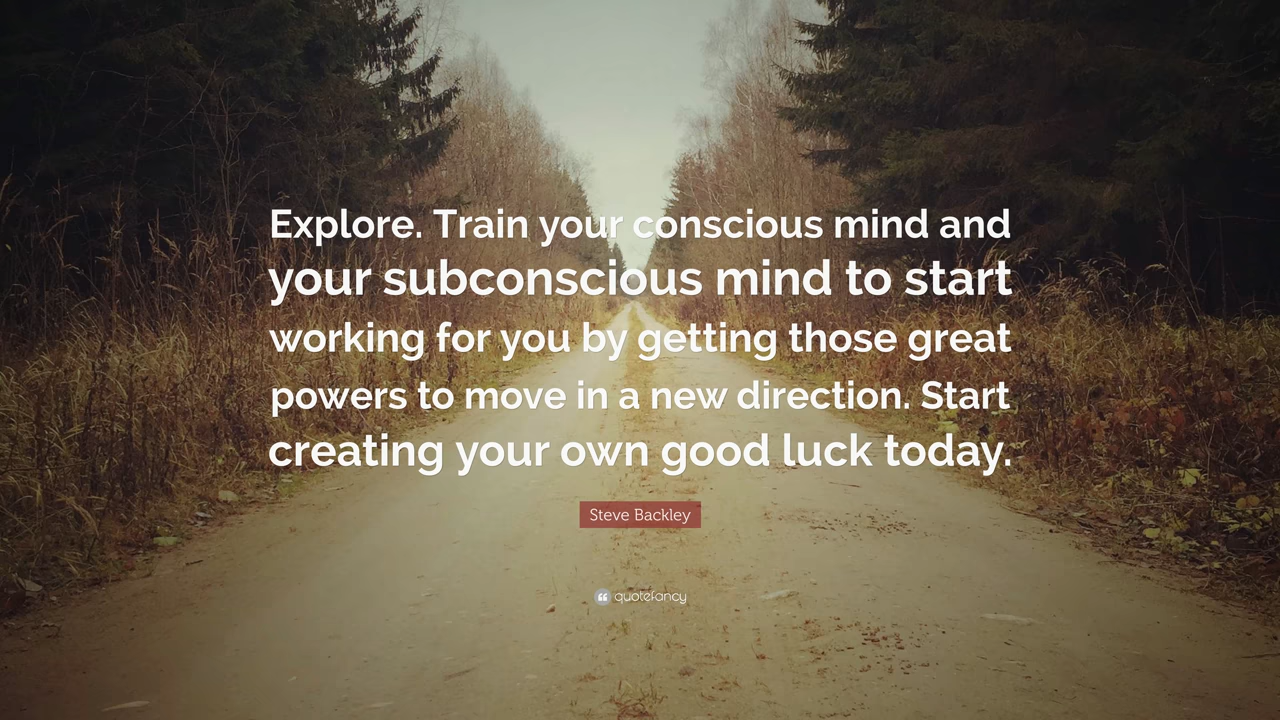 Explore. Train your conscious mind and
your subconscious mind to start
working for you by getting those great
powers to move in a new direction. Start
creating your own good luck today.
Steve Backley
quotefancy